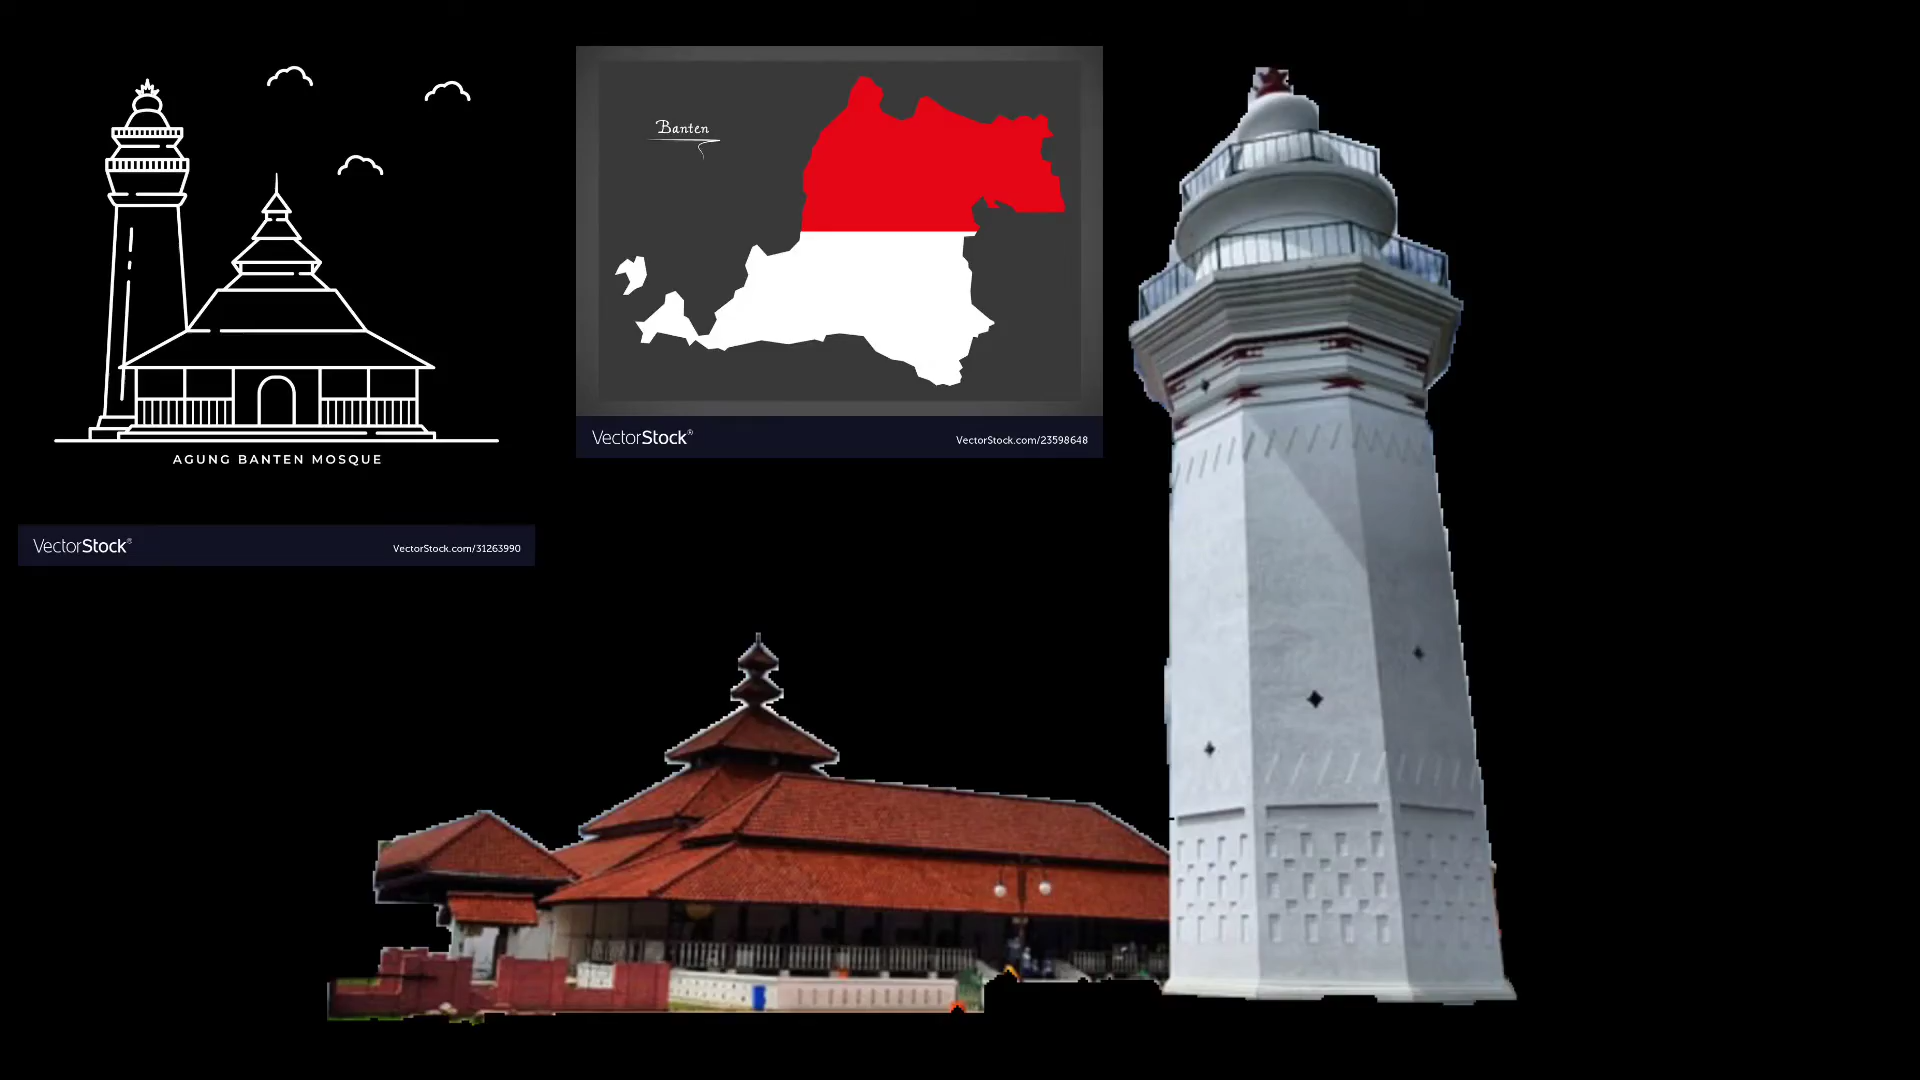 Banten
VectorStock®
VectorStock.com/23598648
AGUNG BANTEN MOSQUE
VectorStock®
VectorStock.com/31263990